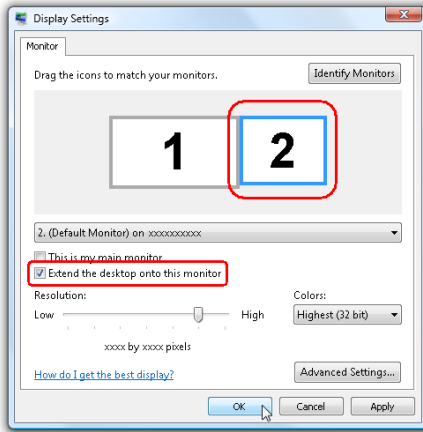 Display Settings
Monitor
Drag the icons to match your monitors.
Identify Monitors
1
2
2. (Default Monitor) on xxxxxxxxxx
This is my main monitor
Extend the desktop onto this monitor
Resolution:
Colors:
Low
High
Highest (32 bit)
xxxx by xxxx pixels
How do I get the best display?
Advanced Settings...
OK
Cancel
Apply